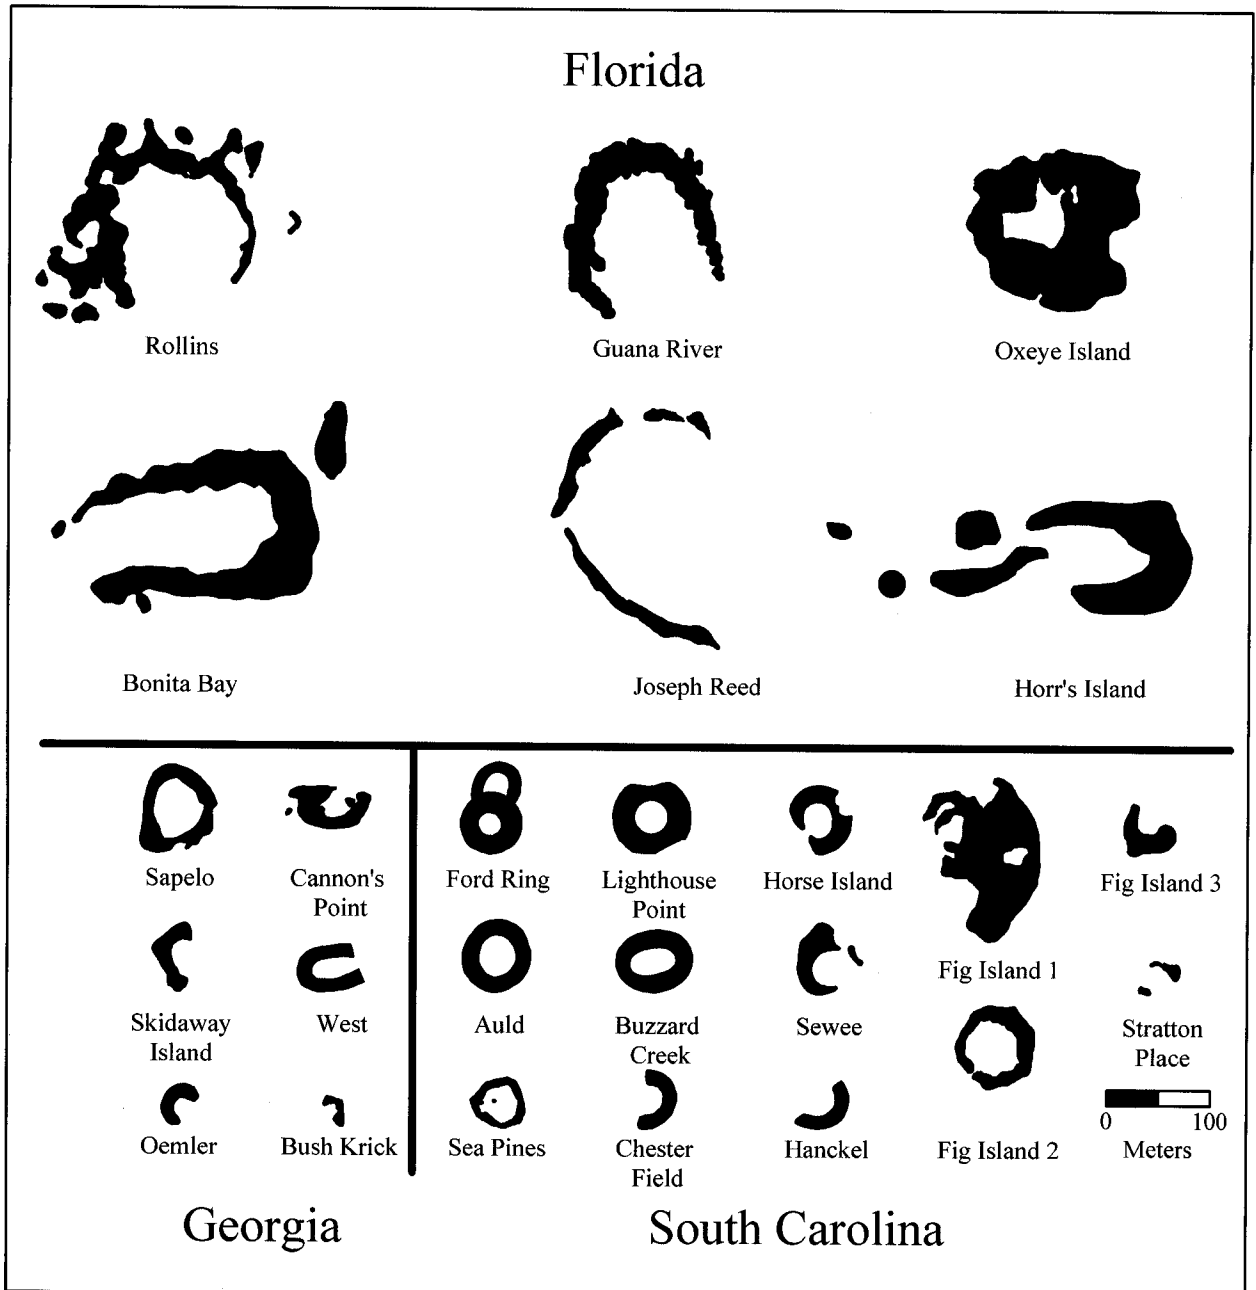 Florida
Rollins
Guana River
Oxeye Island
Bonita Bay
Joseph Reed
Horr's Island
Sapelo
Cannon's
Point
Ford Ring
Lighthouse
Point
Horse Island
Fig Island 1
Fig Island 3
Skidaway
Island
West
Auld
Buzzard
Creek
Sewee
Stratton
Place
Oemler
Bush Krick
Sea Pines
Chester
Field
Hanckel
Fig Island 2
0 100
Meters
Georgia
South Carolina